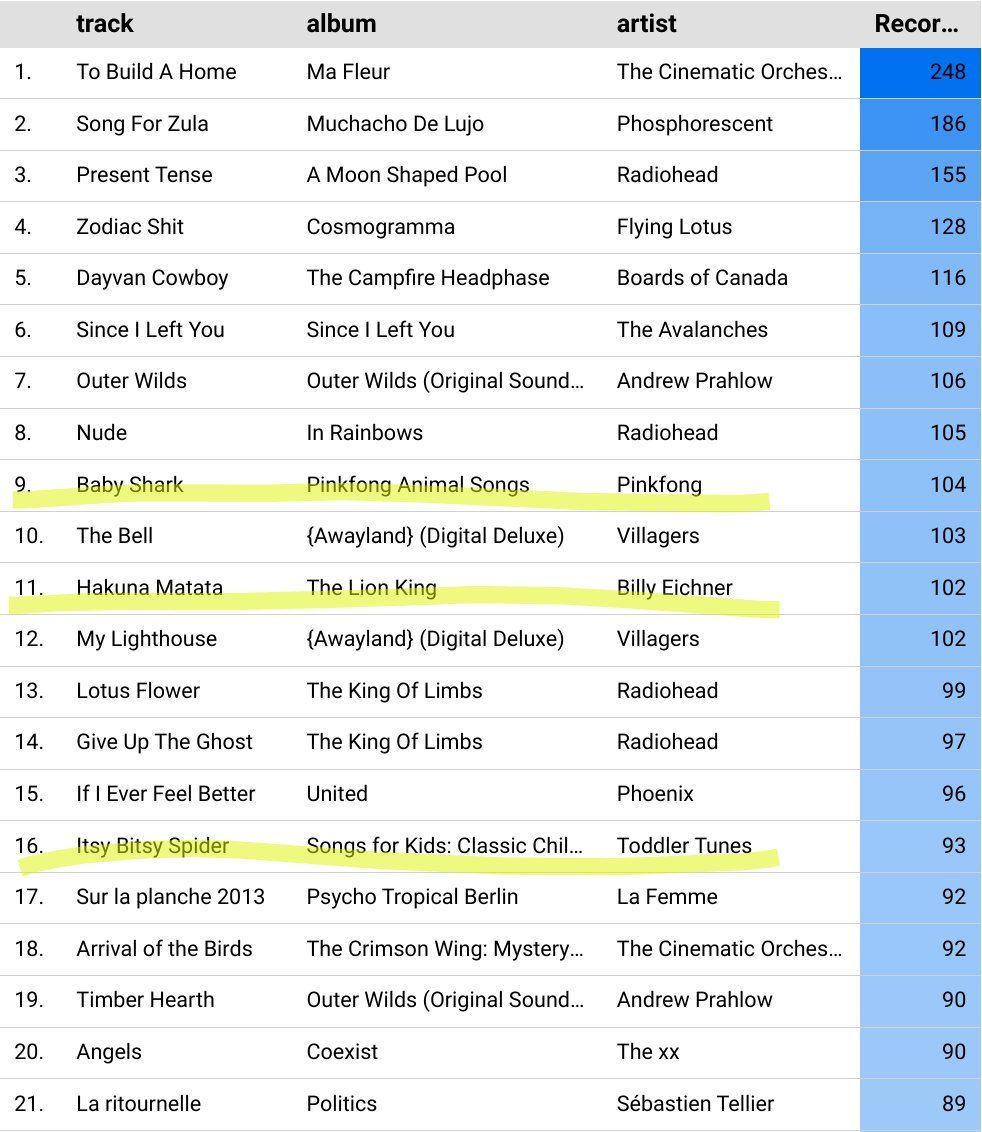 track album artist Recor...
1. To Build A Home Ma Fleur The Cinematic Orches... 248
2. Song For Zula Muchacho De Lujo Phosphorescent 186
3. Present Tense A Moon Shaped Pool Radiohead 155
4. Zodiac Shit Cosmogramma Flying Lotus 128
5. Dayvan Cowboy The Campfire Headphase Boards of Canada 116
6. Since I Left You Since I Left You The Avalanches 109
7. Outer Wilds Outer Wilds (Original Sound... Andrew Prahlow 106
8. Nude In Rainbows Radiohead 105
9. Baby Shark Pinkfong Animal Songs Pinkfong 104
10. The Bell {Awayland} (Digital Deluxe) Villagers 103
11. Hakuna Matata The Lion King Billy Eichner 102
12. My Lighthouse {Awayland} (Digital Deluxe) Villagers 102
13. Lotus Flower The King Of Limbs Radiohead 99
14. Give Up The Ghost The King Of Limbs Radiohead 97
15. If I Ever Feel Better United Phoenix 96
16. Itsy Bitsy Spider Songs for Kids: Classic Chil... Toddler Tunes 93
17. Sur la planche 2013 Psycho Tropical Berlin La Femme 92
18. Arrival of the Birds The Crimson Wing: Mystery... The Cinematic Orches... 92
19. Timber Hearth Outer Wilds (Original Sound... Andrew Prahlow 90
20. Angels Coexist The xx 90
21. La ritournelle Politics Sébastien Tellier 89